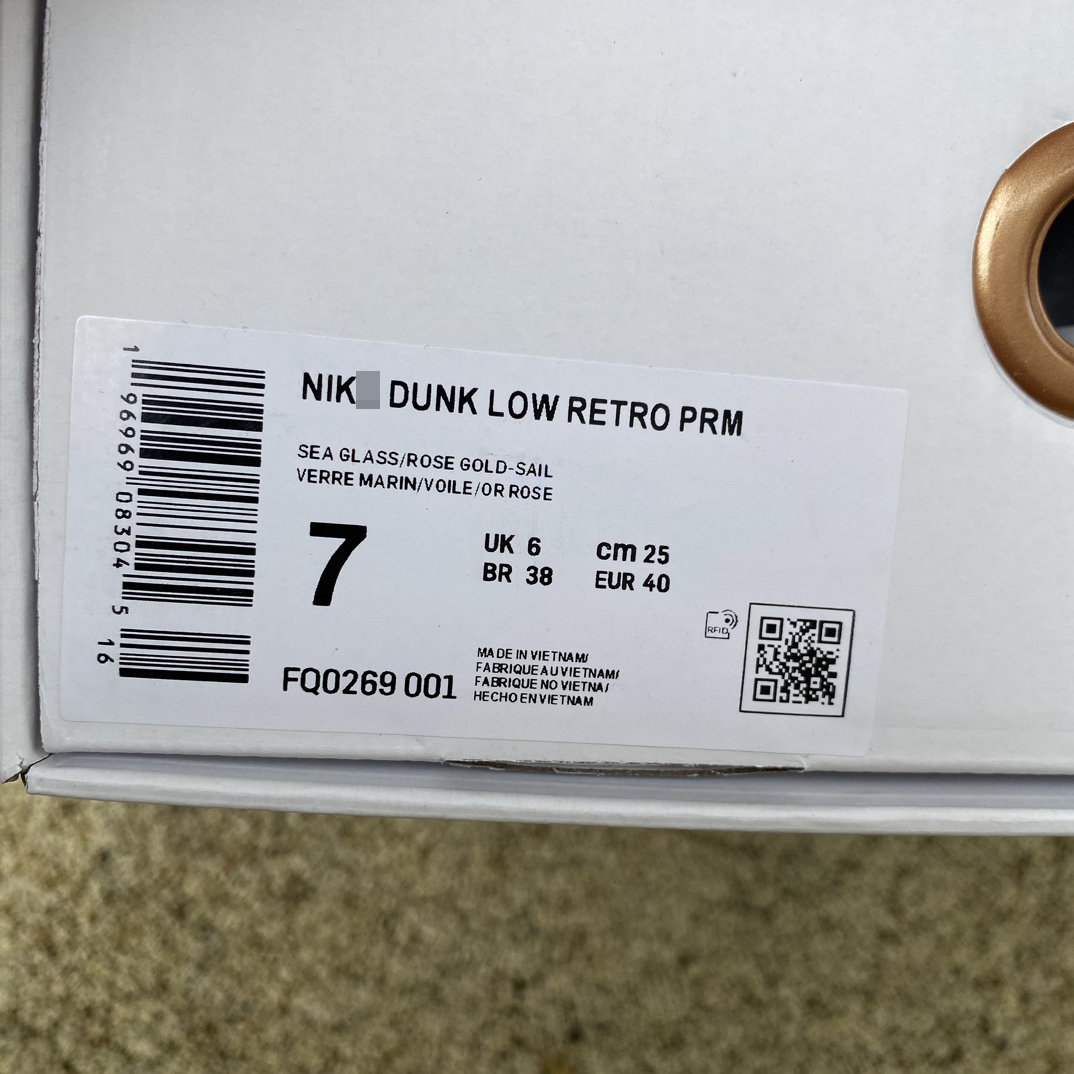 NIK DUNK LOW RETRO PRM
SEA GLASS/ROSE GOLD-SAIL
VERRE MARIN/VOILE/OR ROSE
7
UK 6 cm 25
BR 38 EUR 40
RFID
FQ0269 001
MADE IN VIETNAM/
FABRIQUE AU VIETNAM/
FABRIQUE NO VIETNA/
HECHO EN VIETNAM
1 96969 08304 5 16